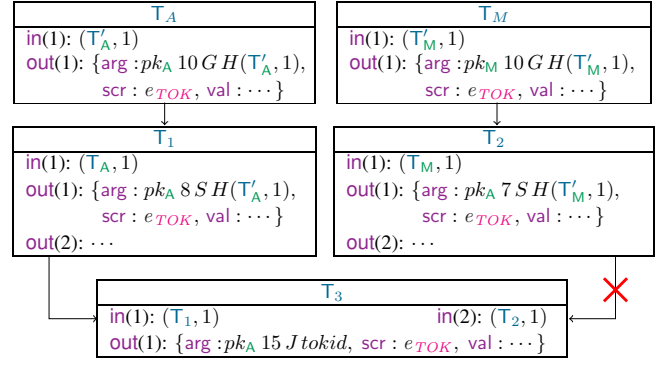 T_A
in(1): (T′_A, 1)
out(1): {arg : pk_A 10 G H(T′_A, 1),
scr : e_TOK, val : ···}
T_M
in(1): (T′_M, 1)
out(1): {arg : pk_M 10 G H(T′_M, 1),
scr : e_TOK, val : ···}
T_1
in(1): (T_A, 1)
out(1): {arg : pk_A 8 S H(T′_A, 1),
scr : e_TOK, val : ···}
out(2): ···
T_2
in(1): (T_M, 1)
out(1): {arg : pk_A 7 S H(T′_M, 1),
scr : e_TOK, val : ···}
out(2): ···
T_3
in(1): (T_1, 1) in(2): (T_2, 1)
out(1): {arg : pk_A 15 J tokid, scr : e_TOK, val : ···}